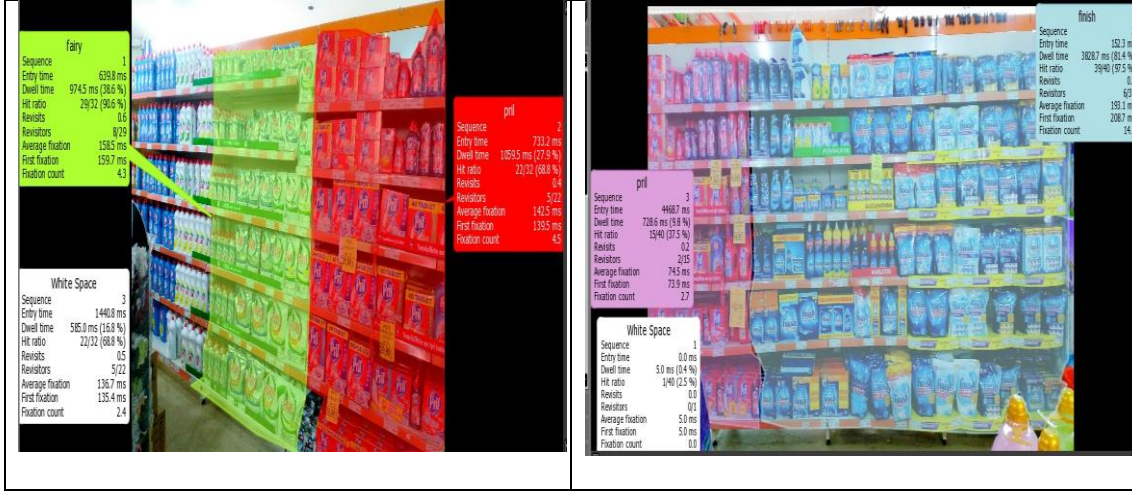 fairy
Sequence 1
Entry time 639.8 ms
Dwell time 974.5 ms (38.6 %)
Hit ratio 29/32 (90.6 %)
Revisits 0.6
Revisitors 8/29
Average fixation 158.5 ms
First fixation 159.7 ms
Fixation count 4.3
pril
Sequence 2
Entry time 733.2 ms
Dwell time 1059.5 ms (27.9 %)
Hit ratio 22/32 (68.8 %)
Revisits 0.4
Revisitors 5/22
Average fixation 142.5 ms
First fixation 139.5 ms
Fixation count 4.5
White Space
Sequence 3
Entry time 1440.8 ms
Dwell time 585.0 ms (16.8 %)
Hit ratio 22/32 (68.8 %)
Revisits 0.5
Revisitors 5/22
Average fixation 136.7 ms
First fixation 135.4 ms
Fixation count 2.4
finish
Sequence
Entry time 152.3 m
Dwell time 3828.7 ms (81.4 %
Hit ratio 39/40 (97.5 %
Revisits 0.
Revisitors 6/3
Average fixation 193.1 m
First fixation 208.7 m
Fixation count 14.
pril
Sequence 3
Entry time 4468.7 ms
Dwell time 728.6 ms (9.8 %)
Hit ratio 15/40 (37.5 %)
Revisits 0.2
Revisitors 2/15
Average fixation 74.5 ms
First fixation 73.9 ms
Fixation count 2.7
White Space
Sequence 1
Entry time 0.0 ms
Dwell time 5.0 ms (0.4 %)
Hit ratio 1/40 (2.5 %)
Revisits 0.0
Revisitors 0/1
Average fixation 5.0 ms
First fixation 5.0 ms
Fixation count 0.0